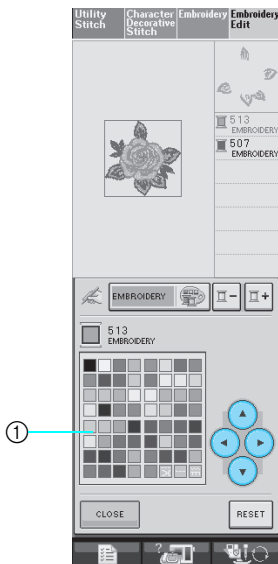 Utility Stitch
Character Decorative Stitch
Embroidery
Embroidery Edit
513
EMBROIDERY
507
EMBROIDERY
EMBROIDERY
-
+
513
EMBROIDERY
1
CLOSE
RESET
?